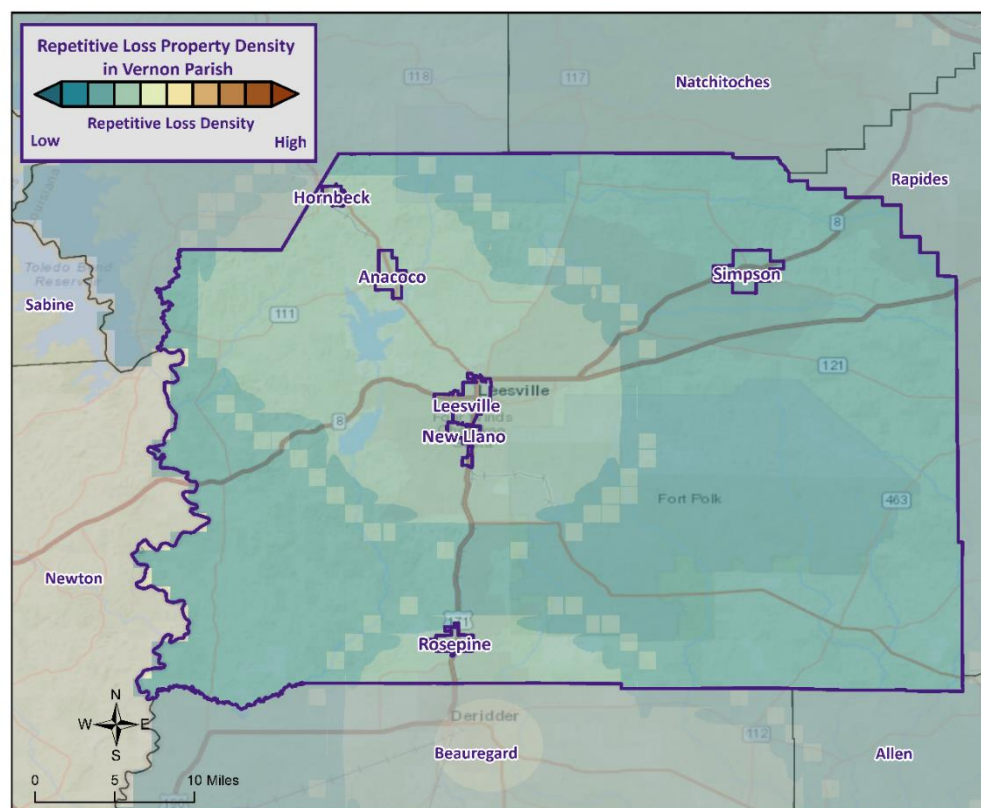 Repetitive Loss Property Density
in Vernon Parish
Repetitive Loss Density
Low
High
118
117
Natchitoches
Rapides
Hornbeck
8
Toledo Bend
Reservoir
Anacoco
Simpson
Sabine
111
121
Leesville
Leesville
8
New Llano
Fort Polk
463
Newton
171
Rosepine
N
W
E
S
Deridder
112
Beauregard
Allen
0
5
10 Miles
190